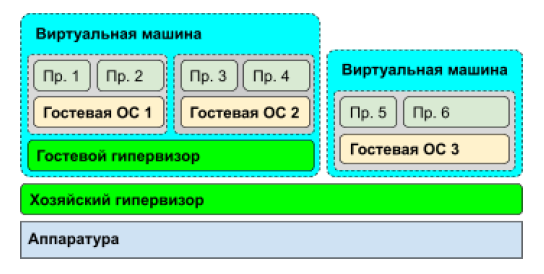 Виртуальная машина
Пр. 1 Пр. 2 Пр. 3 Пр. 4
Гостевая ОС 1 Гостевая ОС 2
Гостевой гипервизор
Виртуальная машина
Пр. 5 Пр. 6
Гостевая ОС 3
Хозяйский гипервизор
Аппаратура